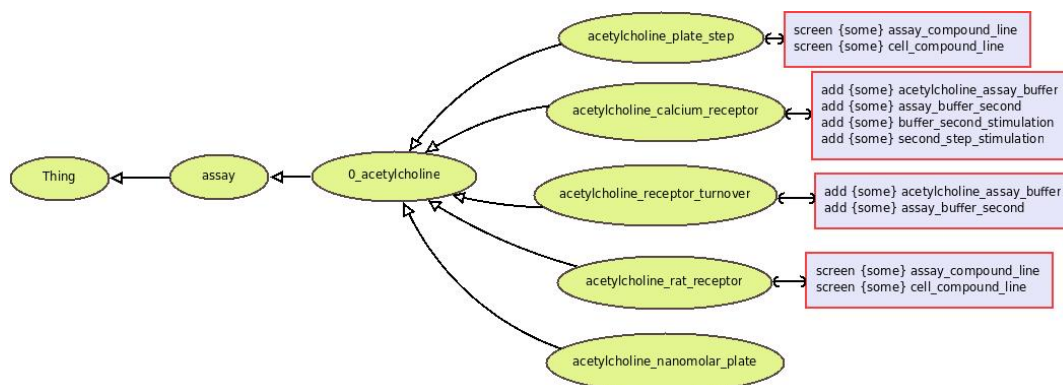 Thing
assay
0_acetylcholine
acetylcholine_plate_step
screen {some} assay_compound_line
screen {some} cell_compound_line
acetylcholine_calcium_receptor
add {some} acetylcholine_assay_buffer
add {some} assay_buffer_second
add {some} buffer_second_stimulation
add {some} second_step_stimulation
acetylcholine_receptor_turnover
add {some} acetylcholine_assay_buffer
add {some} assay_buffer_second
acetylcholine_rat_receptor
screen {some} assay_compound_line
screen {some} cell_compound_line
acetylcholine_nanomolar_plate